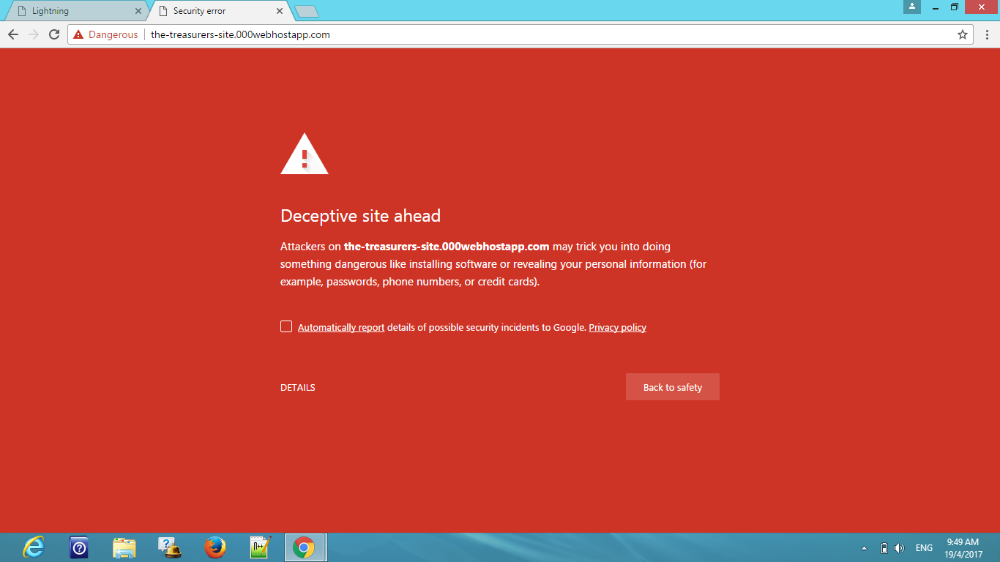 Lightning
Security error
Dangerous
the-treasurers-site.000webhostapp.com
Deceptive site ahead
Attackers on the-treasurers-site.000webhostapp.com may trick you into doing
something dangerous like installing software or revealing your personal information (for
example, passwords, phone numbers, or credit cards).
Automatically report details of possible security incidents to Google. Privacy policy
DETAILS
Back to safety
n++
ENG
9:49 AM
19/4/2017